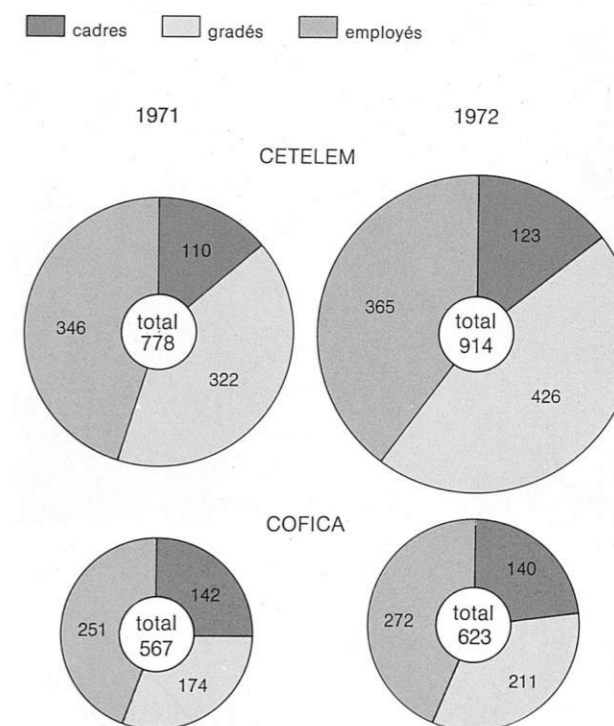 cadres gradés employés
1971 1972
CETELEM
110
346
total
778
322
123
365
total
914
426
COFICA
142
251
total
567
174
140
272
total
623
211